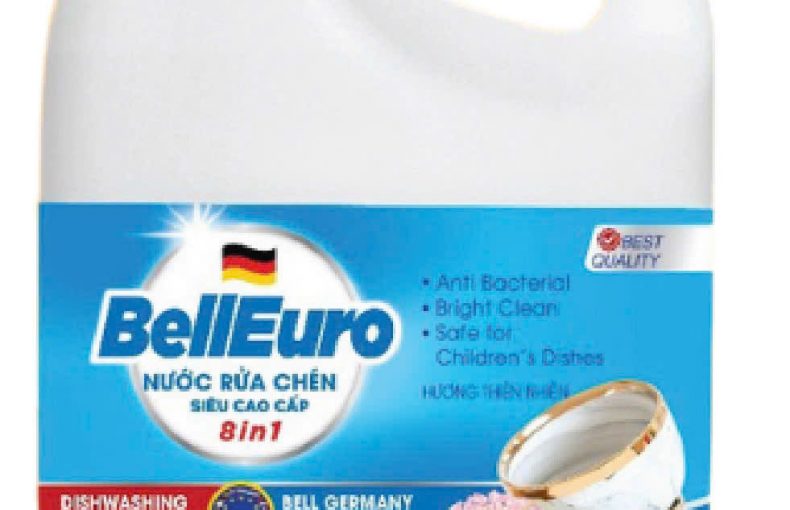 BEST
QUALITY
BellEuro
NƯỚC RỬA CHÉN
SIÊU CAO CẤP
8in1
• Anti Bacterial
• Bright Clean
• Safe for
Children's Dishes
HƯƠNG THIÊN NHIÊN
DISHWASHING
BELL GERMANY